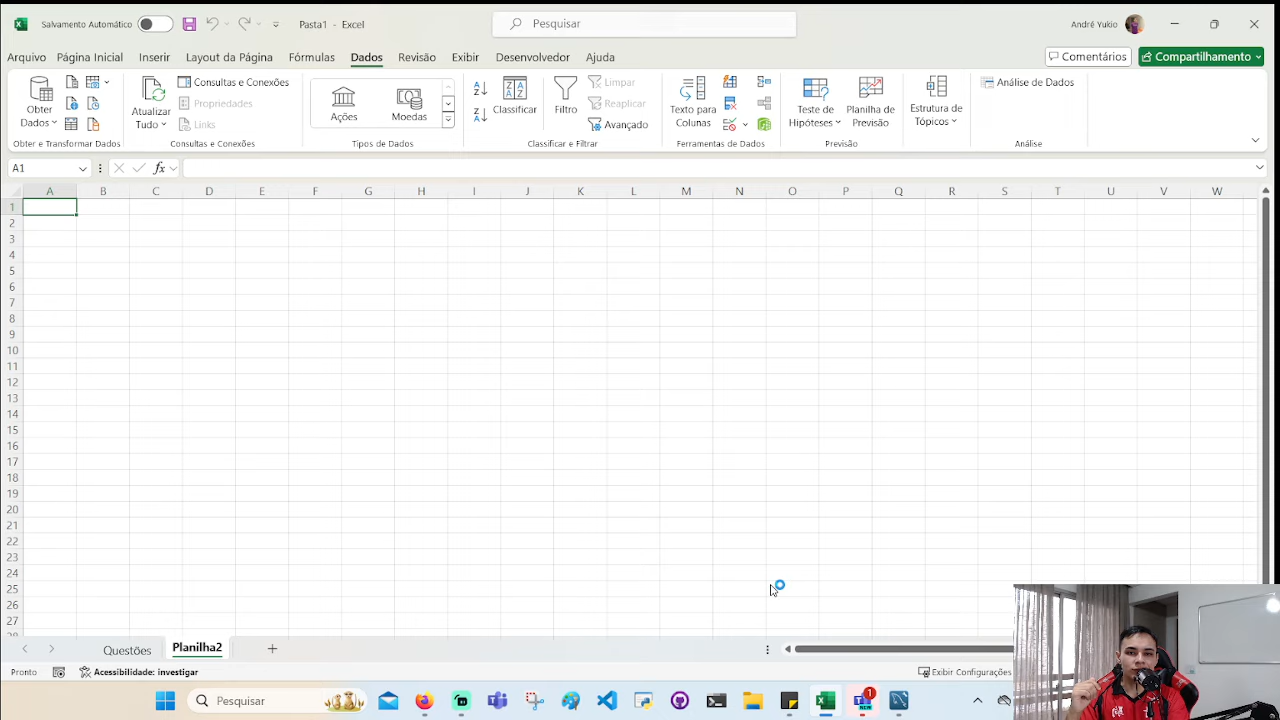 Salvamento Automático
Pasta1 - Excel
Pesquisar
André Yukio
Arquivo Página Inicial Inserir Layout da Página Fórmulas Dados Revisão Exibir Desenvolvedor Ajuda
Comentários Compartilhamento
Obter Dados
Atualizar Tudo
Consultas e Conexões
Propriedades
Links
Ações
Moedas
Classificar
Filtro
Limpar
Reaplicar
Avançado
Texto para Colunas
Teste de Hipóteses
Planilha de Previsão
Estrutura de Tópicos
Análise de Dados
Obter e Transformar Dados Consultas e Conexões Tipos de Dados Classificar e Filtrar Ferramentas de Dados Previsão Análise
A1 fx
A B C D E F G H I J K L M N O P Q R S T U V W
1
2
3
4
5
6
7
8
9
10
11
12
13
14
15
16
17
18
19
20
21
22
23
24
25
26
27
28
Questões Planilha2
Pronto Acessibilidade: investigar Exibir Configurações
Pesquisar
1
NEW